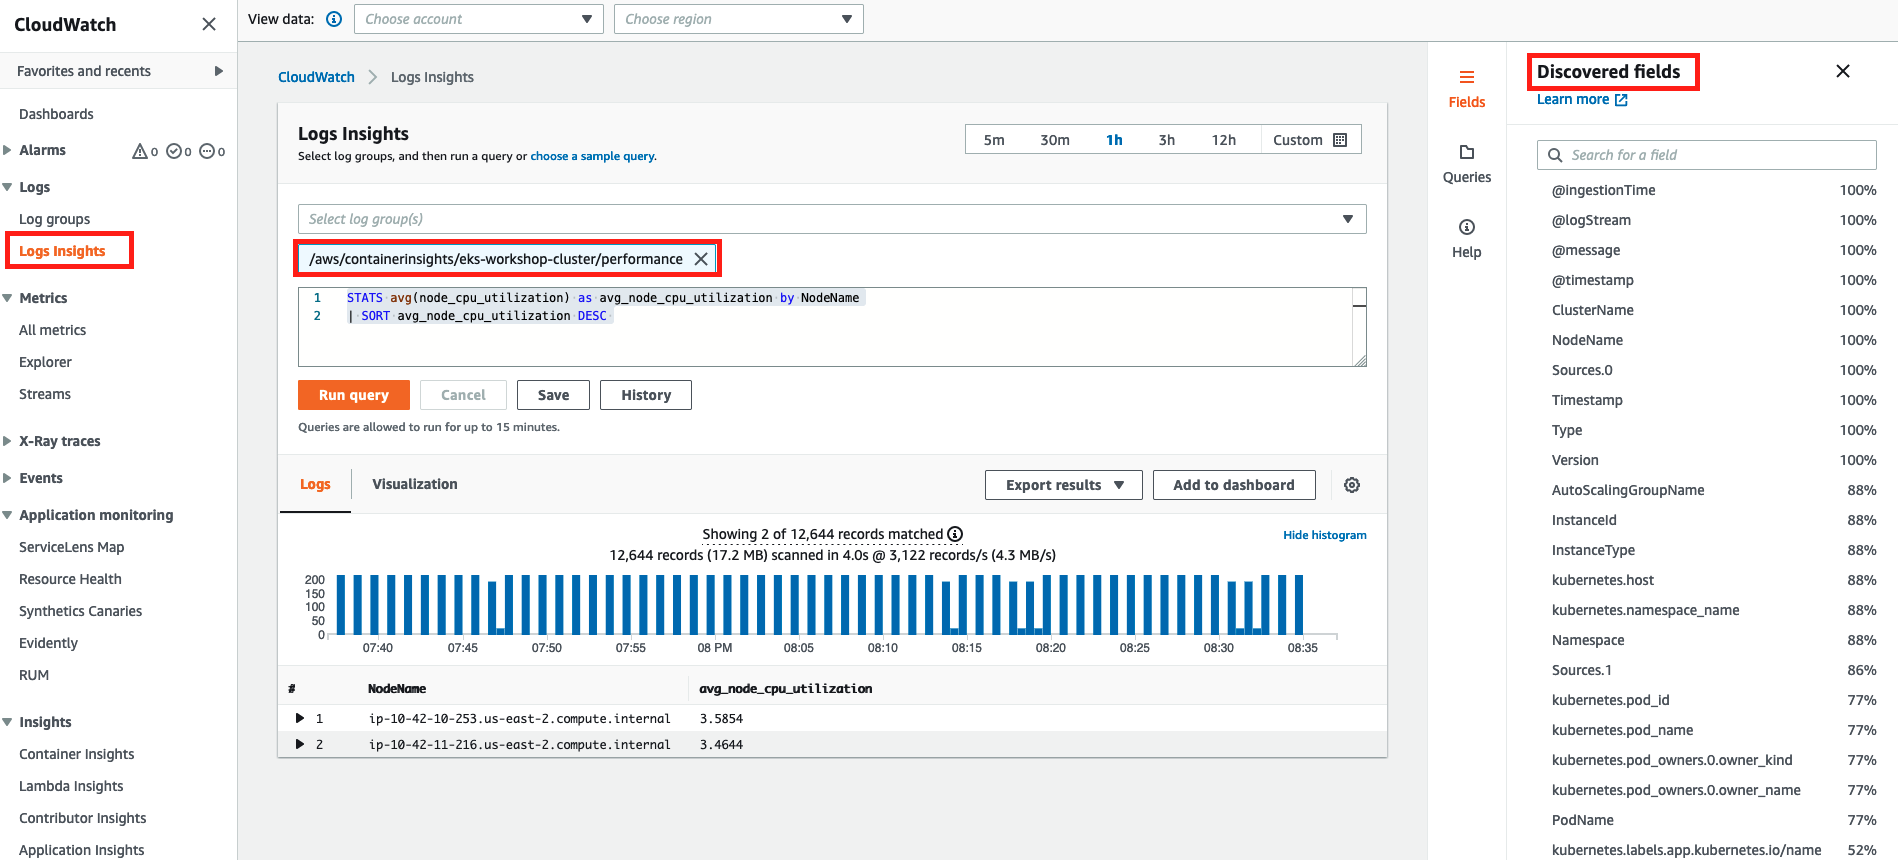 CloudWatch
Favorites and recents
Dashboards
Alarms 0 0 0
Logs
Log groups
Logs Insights
Metrics
All metrics
Explorer
Streams
X-Ray traces
Events
Application monitoring
ServiceLens Map
Resource Health
Synthetics Canaries
Evidently
RUM
Insights
Container Insights
Lambda Insights
Contributor Insights
Application Insights
View data: Choose account Choose region
CloudWatch Logs Insights
Logs Insights
Select log groups, and then run a query or choose a sample query.
5m 30m 1h 3h 12h Custom
Select log group(s)
/aws/containerinsights/eks-workshop-cluster/performance
1 STATS avg(node_cpu_utilization) as avg_node_cpu_utilization by NodeName
2 | SORT avg_node_cpu_utilization DESC
Run query Cancel Save History
Queries are allowed to run for up to 15 minutes.
Logs Visualization Export results Add to dashboard
Showing 2 of 12,644 records matched
Hide histogram
12,644 records (17.2 MB) scanned in 4.0s @ 3,122 records/s (4.3 MB/s)
200
150
100
50
0
07:40 07:45 07:50 07:55 08 PM 08:05 08:10 08:15 08:20 08:25 08:30 08:35
# NodeName avg_node_cpu_utilization
1 ip-10-42-10-253.us-east-2.compute.internal 3.5854
2 ip-10-42-11-216.us-east-2.compute.internal 3.4644
Fields
Queries
Help
Discovered fields
Learn more
Search for a field
@ingestionTime 100%
@logStream 100%
@message 100%
@timestamp 100%
ClusterName 100%
NodeName 100%
Sources.0 100%
Timestamp 100%
Type 100%
Version 100%
AutoScalingGroupName 88%
InstanceId 88%
InstanceType 88%
kubernetes.host 88%
kubernetes.namespace_name 88%
Namespace 88%
Sources.1 86%
kubernetes.pod_id 77%
kubernetes.pod_name 77%
kubernetes.pod_owners.0.owner_kind 77%
kubernetes.pod_owners.0.owner_name 77%
PodName 77%
kubernetes.labels.app.kubernetes.io/name 52%